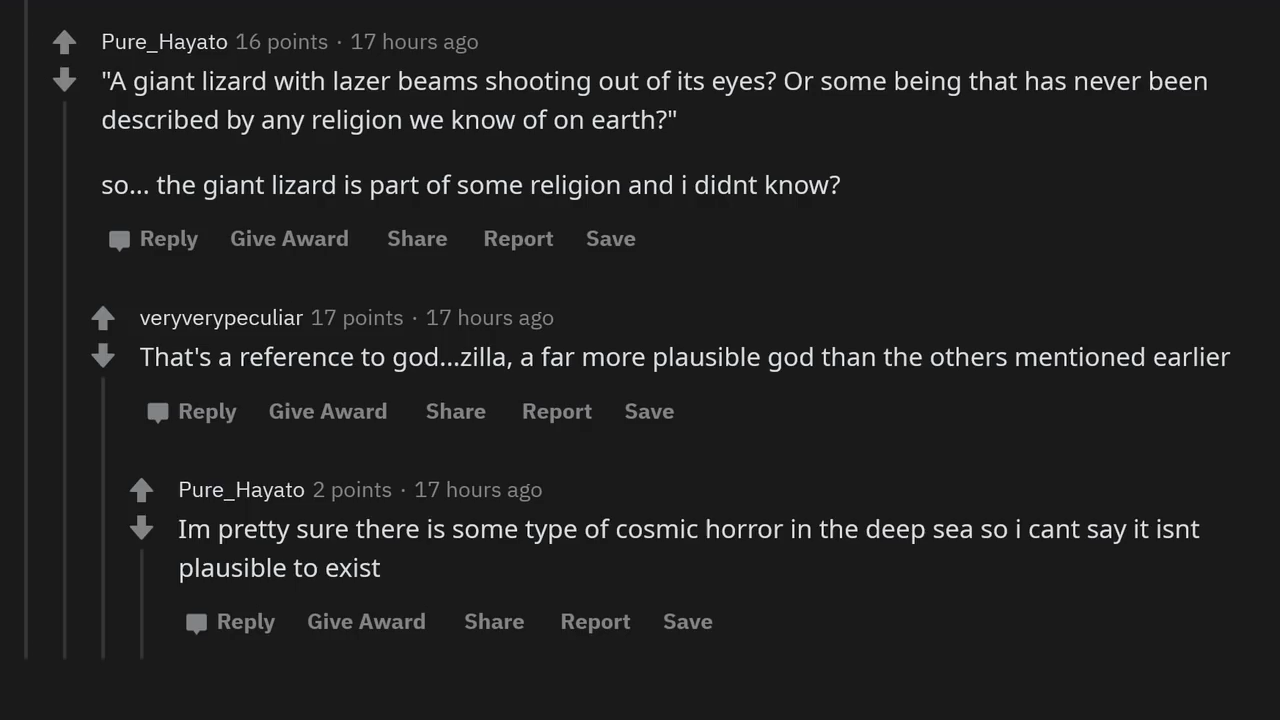 Pure_Hayato 16 points · 17 hours ago
"A giant lizard with lazer beams shooting out of its eyes? Or some being that has never been
described by any religion we know of on earth?"
so... the giant lizard is part of some religion and i didnt know?
Reply Give Award Share Report Save
veryverypeculiar 17 points · 17 hours ago
That's a reference to god...zilla, a far more plausible god than the others mentioned earlier
Reply Give Award Share Report Save
Pure_Hayato 2 points · 17 hours ago
Im pretty sure there is some type of cosmic horror in the deep sea so i cant say it isnt
plausible to exist
Reply Give Award Share Report Save